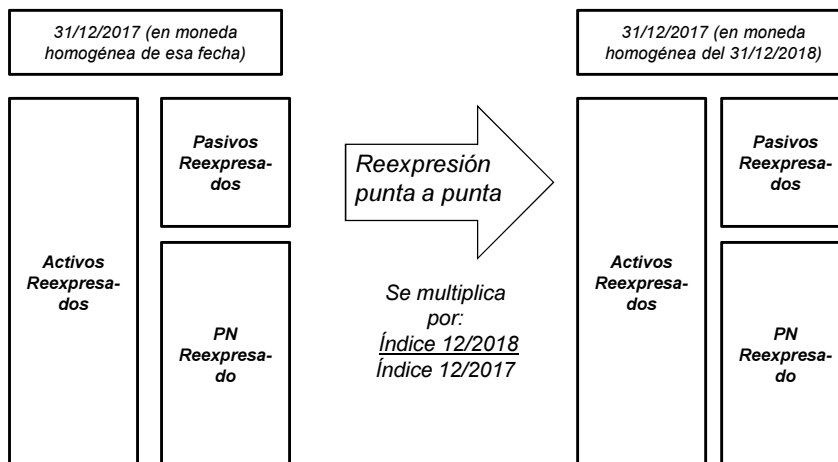 31/12/2017 (en moneda
homogénea de esa fecha)
31/12/2017 (en moneda
homogénea del 31/12/2018)
Activos
Reexpresa-
dos
Pasivos
Reexpresa-
dos
PN
Reexpresa-
do
Reexpresión
punta a punta
Se multiplica
por:
Índice 12/2018
Índice 12/2017
Activos
Reexpresa-
dos
Pasivos
Reexpresa-
dos
PN
Reexpresa-
do